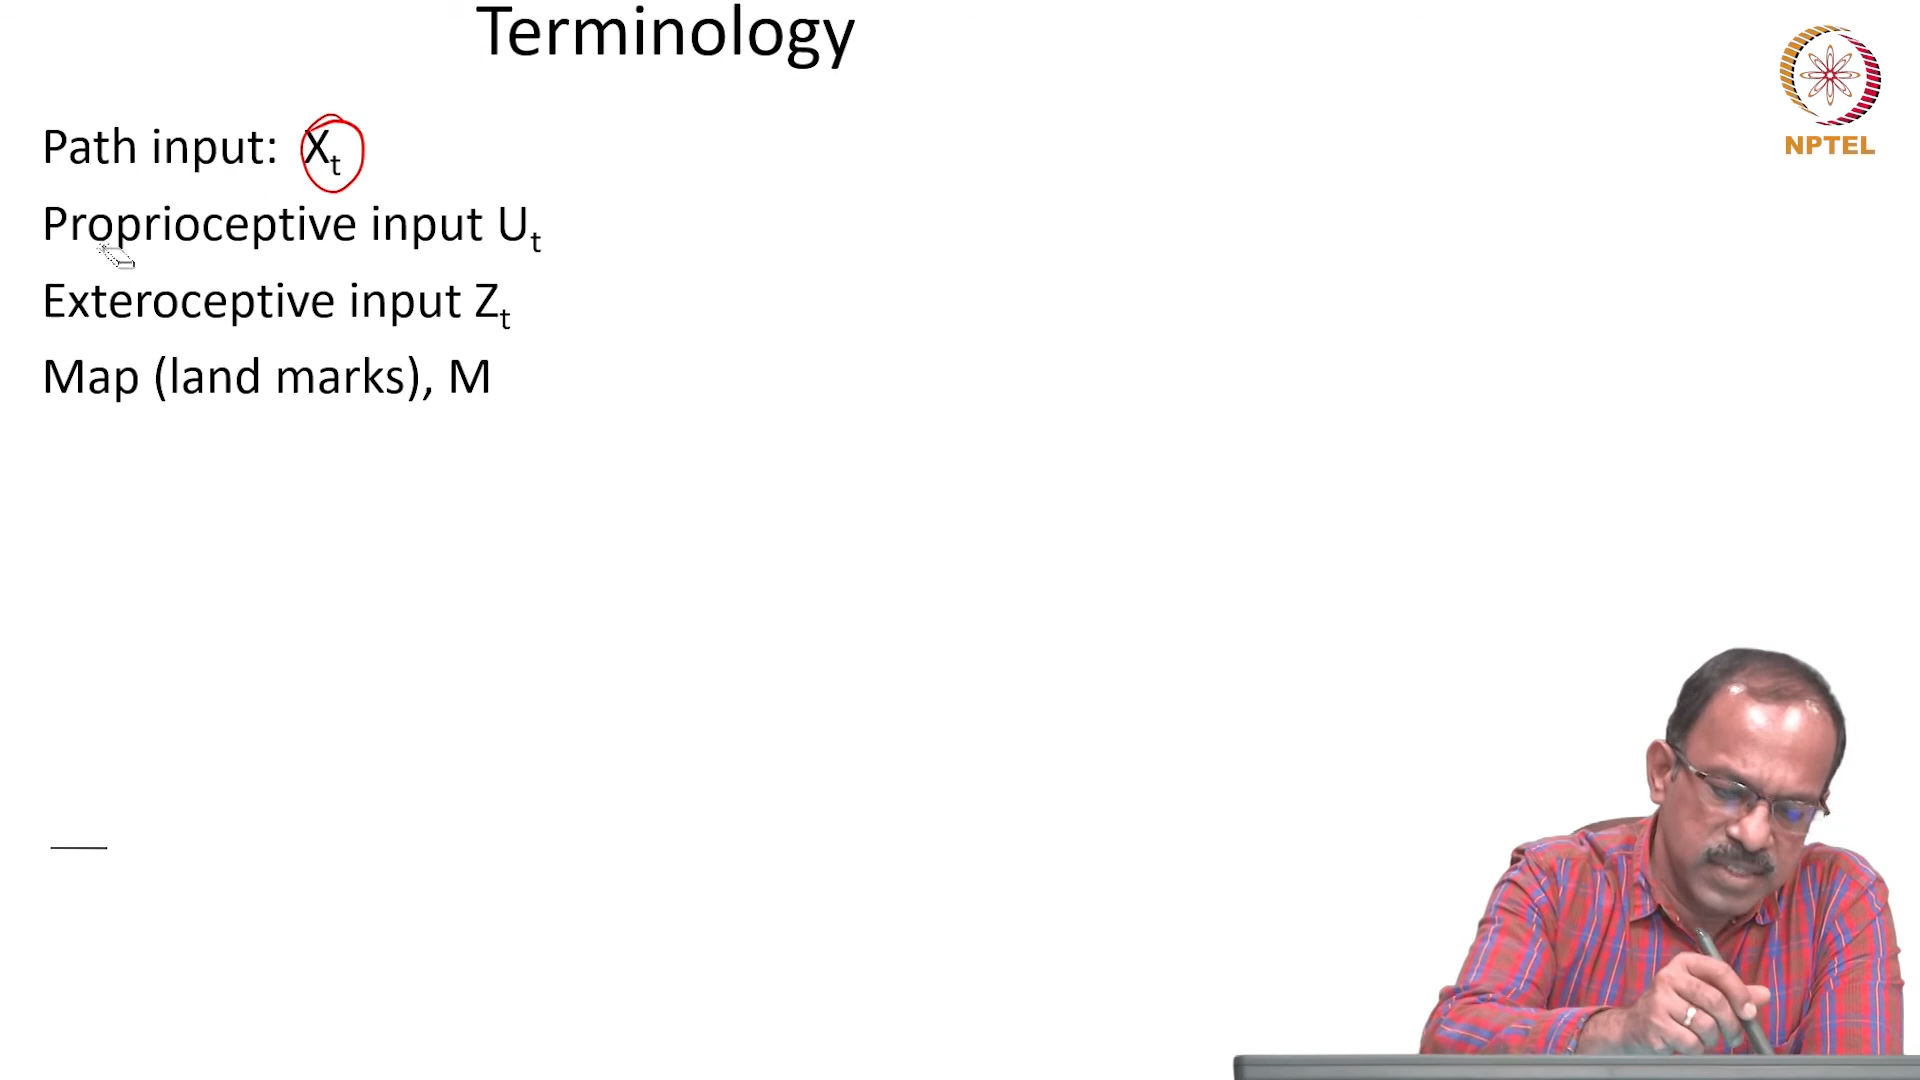 Terminology
Path input: Xt
Proprioceptive input Ut
Exteroceptive input Zt
Map (land marks), M
NPTEL